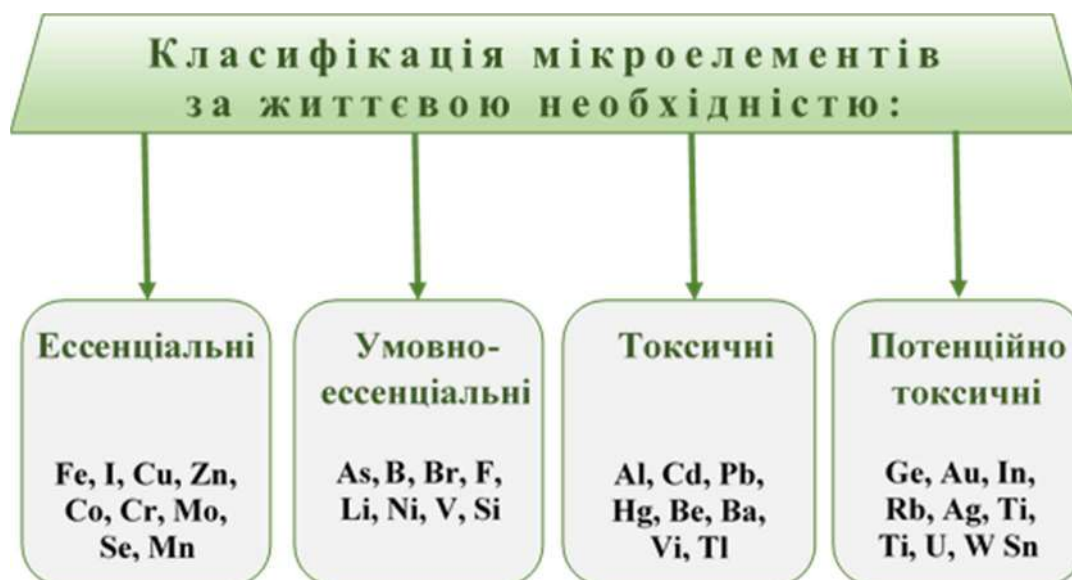 Класифікація мікроелементів
за життєвою необхідністю:
Ессенціальні
Fe, I, Cu, Zn,
Co, Cr, Mo,
Se, Mn
Умовно-
ессенціальні
As, B, Br, F,
Li, Ni, V, Si
Токсичні
Al, Cd, Pb,
Hg, Be, Ba,
Vi, Tl
Потенційно
токсичні
Ge, Au, In,
Rb, Ag, Ti,
Ti, U, W Sn